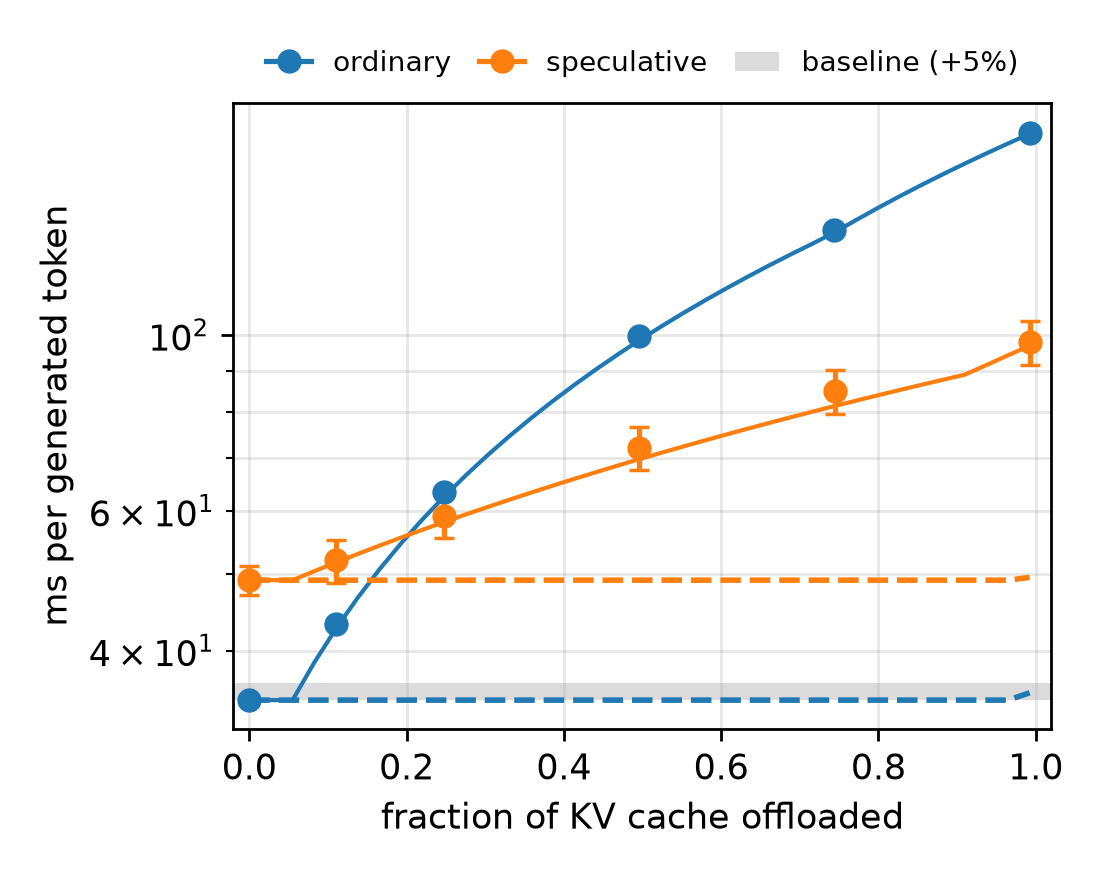 ordinary speculative baseline (+5%)
ms per generated token
10²
6 × 10¹
4 × 10¹
0.0 0.2 0.4 0.6 0.8 1.0
fraction of KV cache offloaded